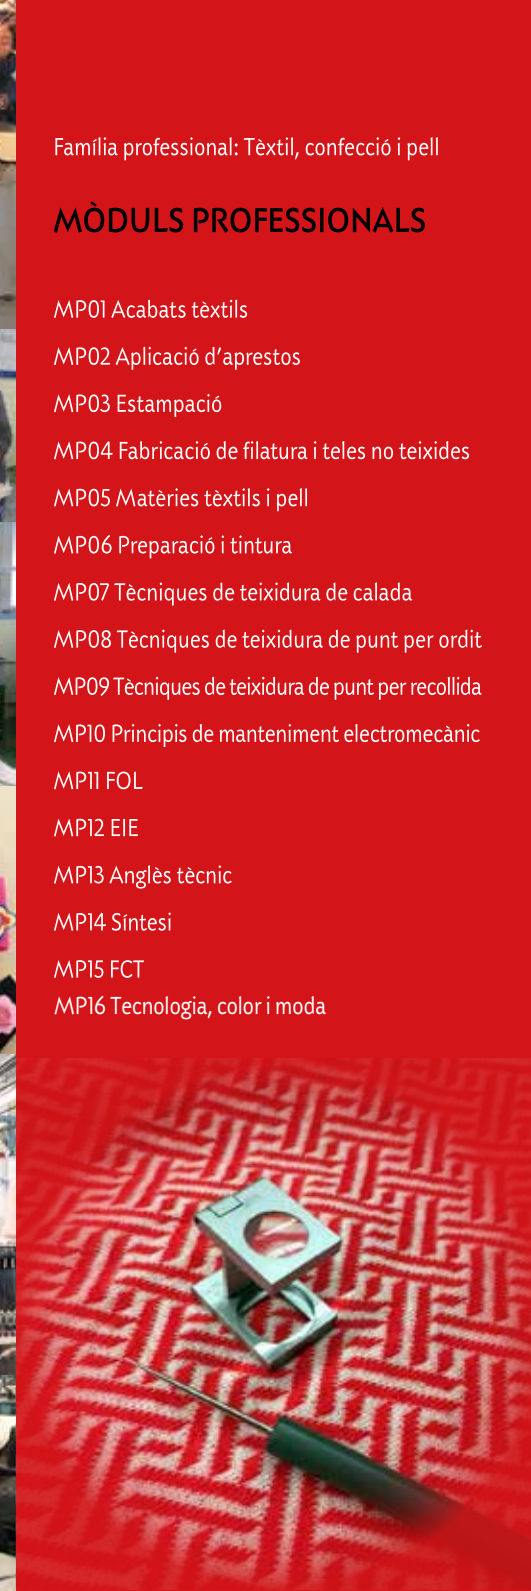 Família professional: Tèxtil, confecció i pell
MÒDULS PROFESSIONALS
MP01 Acabats tèxtils
MP02 Aplicació d’aprestos
MP03 Estampació
MP04 Fabricació de filatura i teles no teixides
MP05 Matèries tèxtils i pell
MP06 Preparació i tintura
MP07 Tècniques de teixidura de calada
MP08 Tècniques de teixidura de punt per ordit
MP09 Tècniques de teixidura de punt per recollida
MP10 Principis de manteniment electromecànic
MP11 FOL
MP12 EIE
MP13 Anglès tècnic
MP14 Síntesi
MP15 FCT
MP16 Tecnologia, color i moda